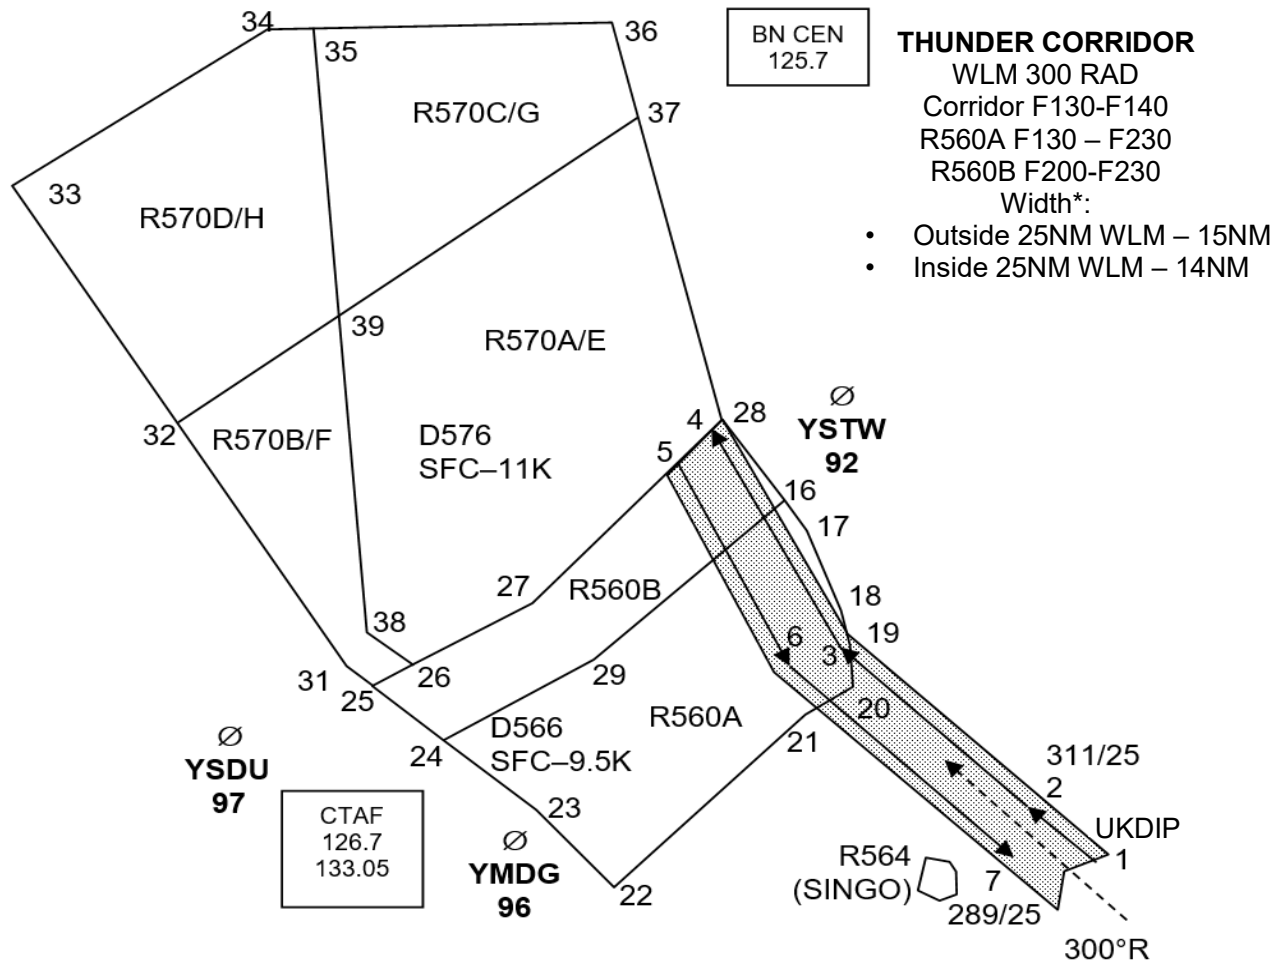 34
35
36
BN CEN
125.7
THUNDER CORRIDOR
WLM 300 RAD
Corridor F130-F140
R560A F130 – F230
R560B F200-F230
Width*:
• Outside 25NM WLM – 15NM
• Inside 25NM WLM – 14NM
R570C/G
37
33
R570D/H
39
R570A/E
32
R570B/F
D576
SFC–11K
4
28
5
Ø
YSTW
92
16
17
27
R560B
18
38
6
3
19
31
25
26
29
R560A
20
D566
SFC–9.5K
21
24
Ø
YSDU
97
311/25
2
CTAF
126.7
133.05
23
Ø
YMDG
96
22
UKDIP
1
R564
(SINGO)
7
289/25
300°R